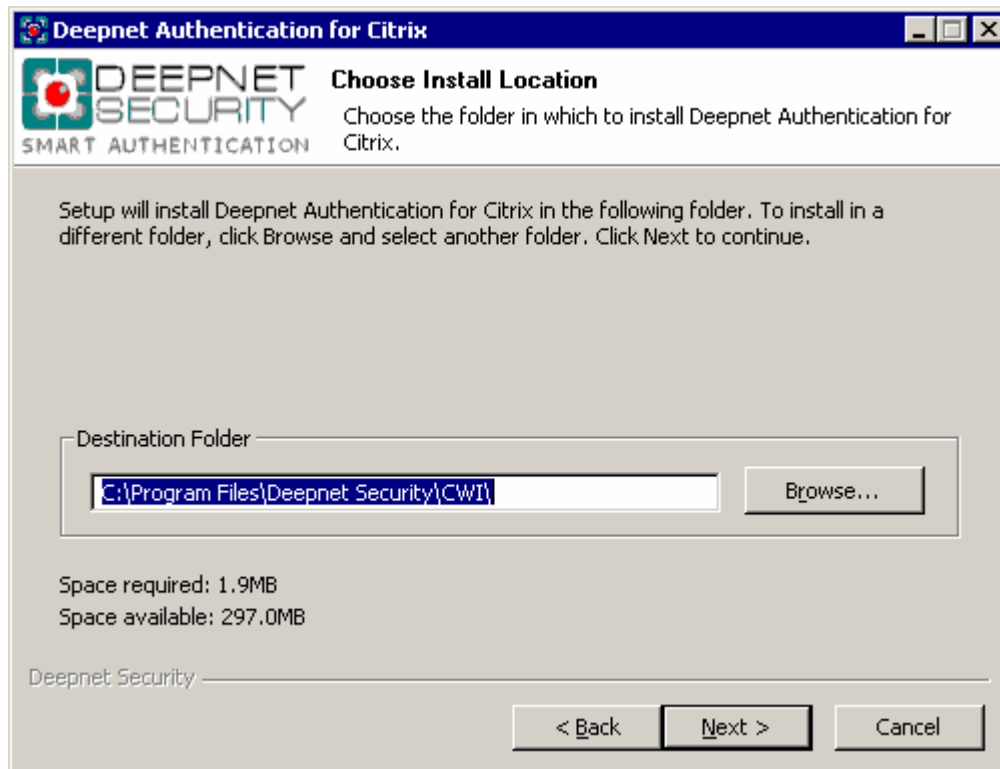 Deepnet Authentication for Citrix
DEEPNET
SECURITY
SMART AUTHENTICATION
Choose Install Location
Choose the folder in which to install Deepnet Authentication for
Citrix.
Setup will install Deepnet Authentication for Citrix in the following folder. To install in a
different folder, click Browse and select another folder. Click Next to continue.
Destination Folder
C:\Program Files\Deepnet Security\CWI\
Browse...
Space required: 1.9MB
Space available: 297.0MB
Deepnet Security
< Back
Next >
Cancel